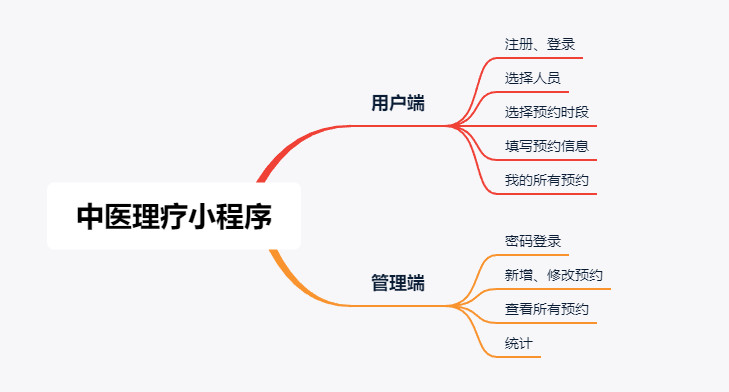 中医理疗小程序
用户端
注册、登录
选择人员
选择预约时段
填写预约信息
我的所有预约
管理端
密码登录
新增、修改预约
查看所有预约
统计